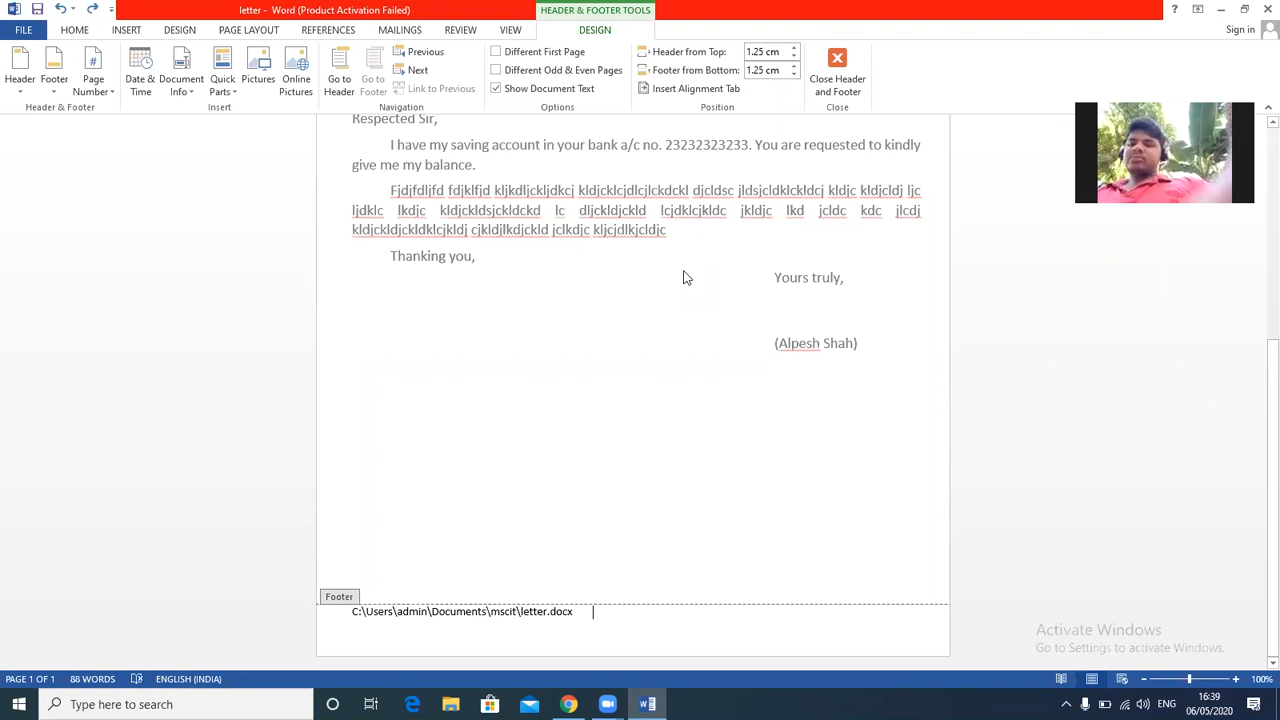 letter - Word (Product Activation Failed)
HEADER & FOOTER TOOLS
FILE HOME INSERT DESIGN PAGE LAYOUT REFERENCES MAILINGS REVIEW VIEW DESIGN Sign in
Header Footer Page Number
Header & Footer
Date & Time Document Info Quick Parts Pictures Online Pictures
Insert
Go to Header Go to Footer
Previous
Next
Link to Previous
Navigation
Different First Page
Different Odd & Even Pages
Show Document Text
Options
Header from Top: 1.25 cm
Footer from Bottom: 1.25 cm
Insert Alignment Tab
Position
Close Header and Footer
Close
Respected Sir,
I have my saving account in your bank a/c no. 23232323233. You are requested to kindly
give me my balance.
Fjdjfdljfd fdjklfjd kljkdljckljdkcj kldjcklcjdlcjlckdckl djcldsc jldsjcldklckldcj kldjc kldjcldj ljc
ljdklc lkdjc kldjckldsjckldckd lc dljckldjckld lcjdklcjkldc jkldjc lkd jcldc kdc jlcdj
kldjckldjckldklcjkldj cjkldjlkdjckld jclkdjc kljcjdlkjcldjc
Thanking you,
Yours truly,
(Alpesh Shah)
Footer
C:\Users\admin\Documents\mscit\letter.docx
Activate Windows
Go to Settings to activate Windows.
PAGE 1 OF 1 88 WORDS ENGLISH (INDIA) 100%
Type here to search
ENG
16:39
06/05/2020